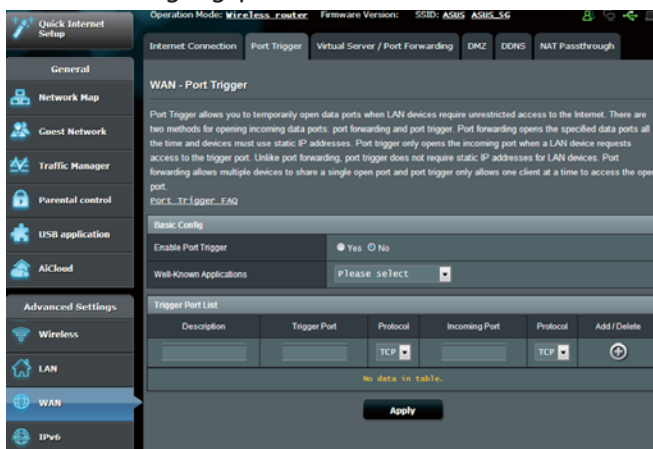 Quick Internet
Setup
General
Network Map
Guest Network
Traffic Manager
Parental control
USB application
AiCloud
Advanced Settings
Wireless
LAN
WAN
IPv6
Operation Mode: Wireless router Firmware Version: SSID: ASUS ASUS_5G
Internet Connection Port Trigger Virtual Server / Port Forwarding DMZ DDNS NAT Passthrough
WAN - Port Trigger
Port Trigger allows you to temporarily open data ports when LAN devices require unrestricted access to the Internet. There are
two methods for opening incoming data ports: port forwarding and port trigger. Port forwarding opens the specified data ports all
the time and devices must use static IP addresses. Port trigger only opens the incoming port when a LAN device requests
access to the trigger port. Unlike port forwarding, port trigger does not require static IP addresses for LAN devices. Port
forwarding allows multiple devices to share a single open port and port trigger only allows one client at a time to access the ope
port.
Port Trigger FAQ
Basic Config
Enable Port Trigger Yes No
Well-Known Applications Please select
Trigger Port List
Description Trigger Port Protocol Incoming Port Protocol Add / Delete
TCP TCP
No data in table.
Apply